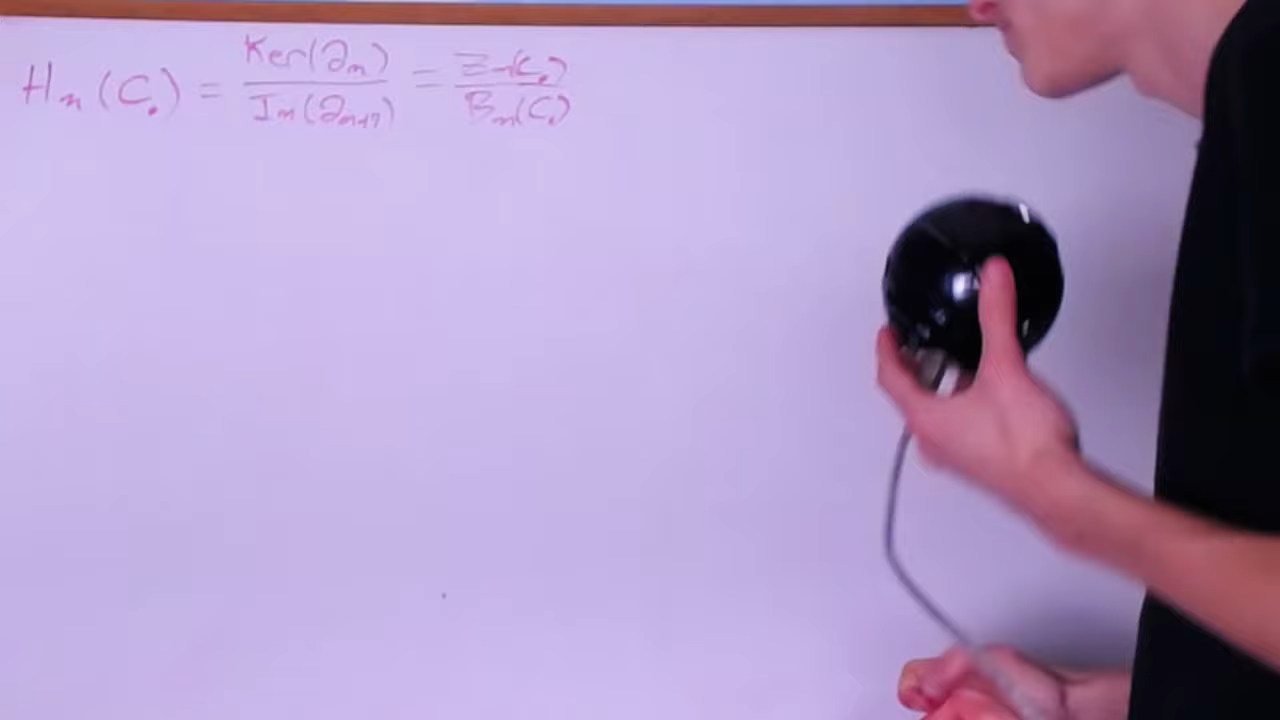 Hₙ(C.) = Ker(∂ₙ) / Im(∂ₙ₊₁) = Zₙ(C.) / Bₙ(C.)